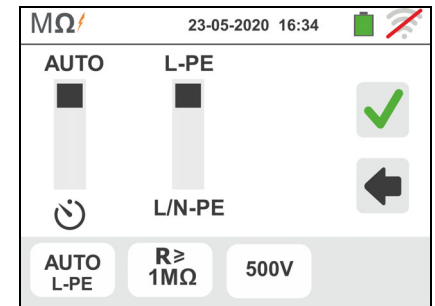 MΩ 23-05-2020 16:34
AUTO L-PE
L/N-PE
AUTO L-PE
R≥ 1MΩ
500V